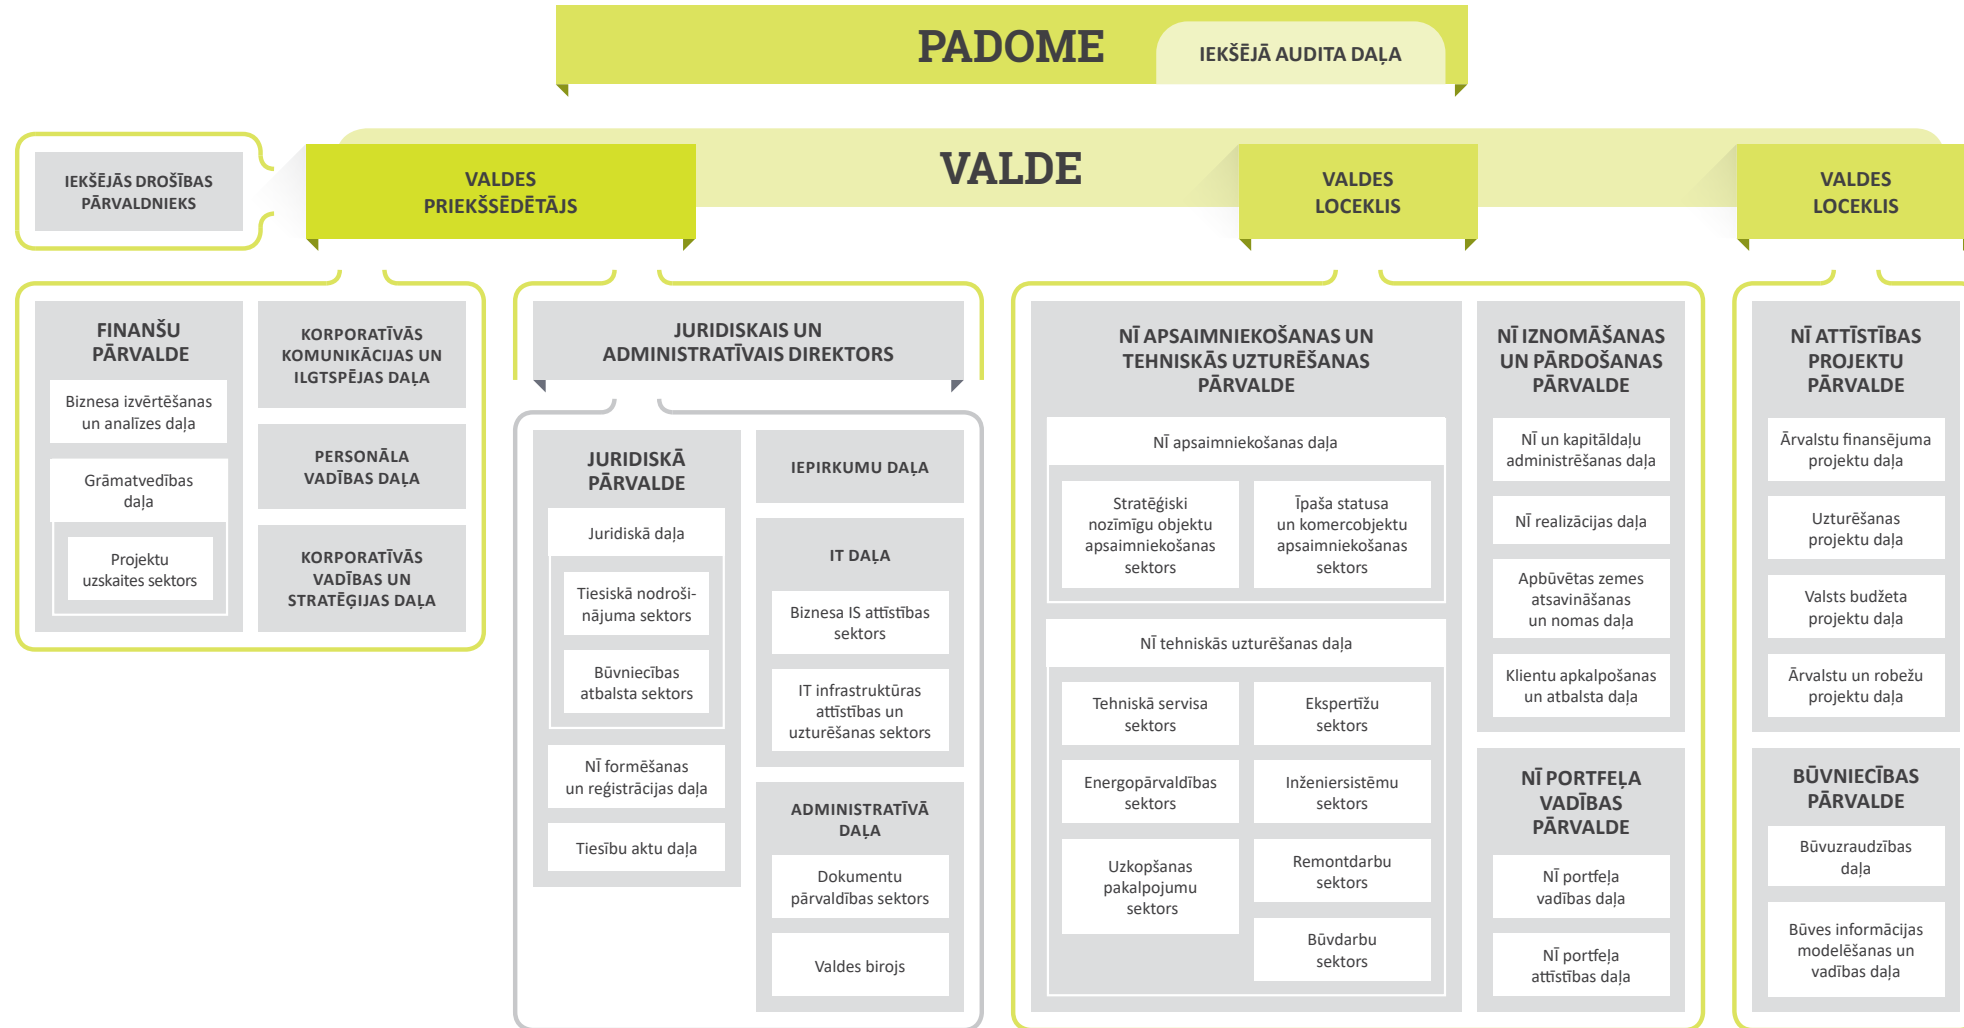 PADOME
IEKŠĒJĀ AUDITA DAĻA
VALDE
IEKŠĒJĀS DROŠĪBAS
PĀRVALDNIEKS
VALDES
PRIEKŠSĒDĒTĀJS
VALDES
LOCEKLIS
VALDES
LOCEKLIS
FINANŠU
PĀRVALDE
Biznesa izvērtēšanas
un analīzes daļa
Grāmatvedības
daļa
Projektu
uzskaites sektors
KORPORATĪVĀS
KOMUNIKĀCIJAS UN
ILGTSPĒJAS DAĻA
PERSONĀLA
VADĪBAS DAĻA
KORPORATĪVĀS
VADĪBAS UN
STRATĒĢIJAS DAĻA
JURIDISKAIS UN
ADMINISTRATĪVAIS DIREKTORS
JURIDISKĀ
PĀRVALDE
Juridiskā daļa
Tiesiskā nodroši-
nājuma sektors
Būvniecības
atbalsta sektors
NĪ formēšanas
un reģistrācijas daļa
Tiesību aktu daļa
IEPIRKUMU DAĻA
IT DAĻA
Biznesa IS attīstības
sektors
IT infrastruktūras
attīstības un
uzturēšanas sektors
ADMINISTRATĪVĀ
DAĻA
Dokumentu
pārvaldības sektors
Valdes birojs
NĪ APSAIMNIEKOŠANAS UN
TEHNISKĀS UZTURĒŠANAS
PĀRVALDE
NĪ apsaimniekošanas daļa
Stratēģiski
nozīmīgu objektu
apsaimniekošanas
sektors
Īpaša statusa
un komercobjektu
apsaimniekošanas
sektors
NĪ tehniskās uzturēšanas daļa
Tehniskā servisa
sektors
Ekspertīžu
sektors
Energopārvaldības
sektors
Inženiersistēmu
sektors
Uzkopšanas
pakalpojumu
sektors
Remontdarbu
sektors
Būvdarbu
sektors
NĪ IZNOMĀŠANAS
UN PĀRDOŠANAS
PĀRVALDE
NĪ un kapitāldaļu
administrēšanas daļa
NĪ realizācijas daļa
Apbūvētas zemes
atsavināšanas
un nomas daļa
Klientu apkalpošanas
un atbalsta daļa
NĪ PORTFEĻA
VADĪBAS
PĀRVALDE
NĪ portfeļa
vadības daļa
NĪ portfeļa
attīstības daļa
NĪ ATTĪSTĪBAS
PROJEKTU
PĀRVALDE
Ārvalstu finansējuma
projektu daļa
Uzturēšanas
projektu daļa
Valsts budžeta
projektu daļa
Ārvalstu un robežu
projektu daļa
BŪVNIECĪBAS
PĀRVALDE
Būvuzraudzības
daļa
Būves informācijas
modelēšanas un
vadības daļa